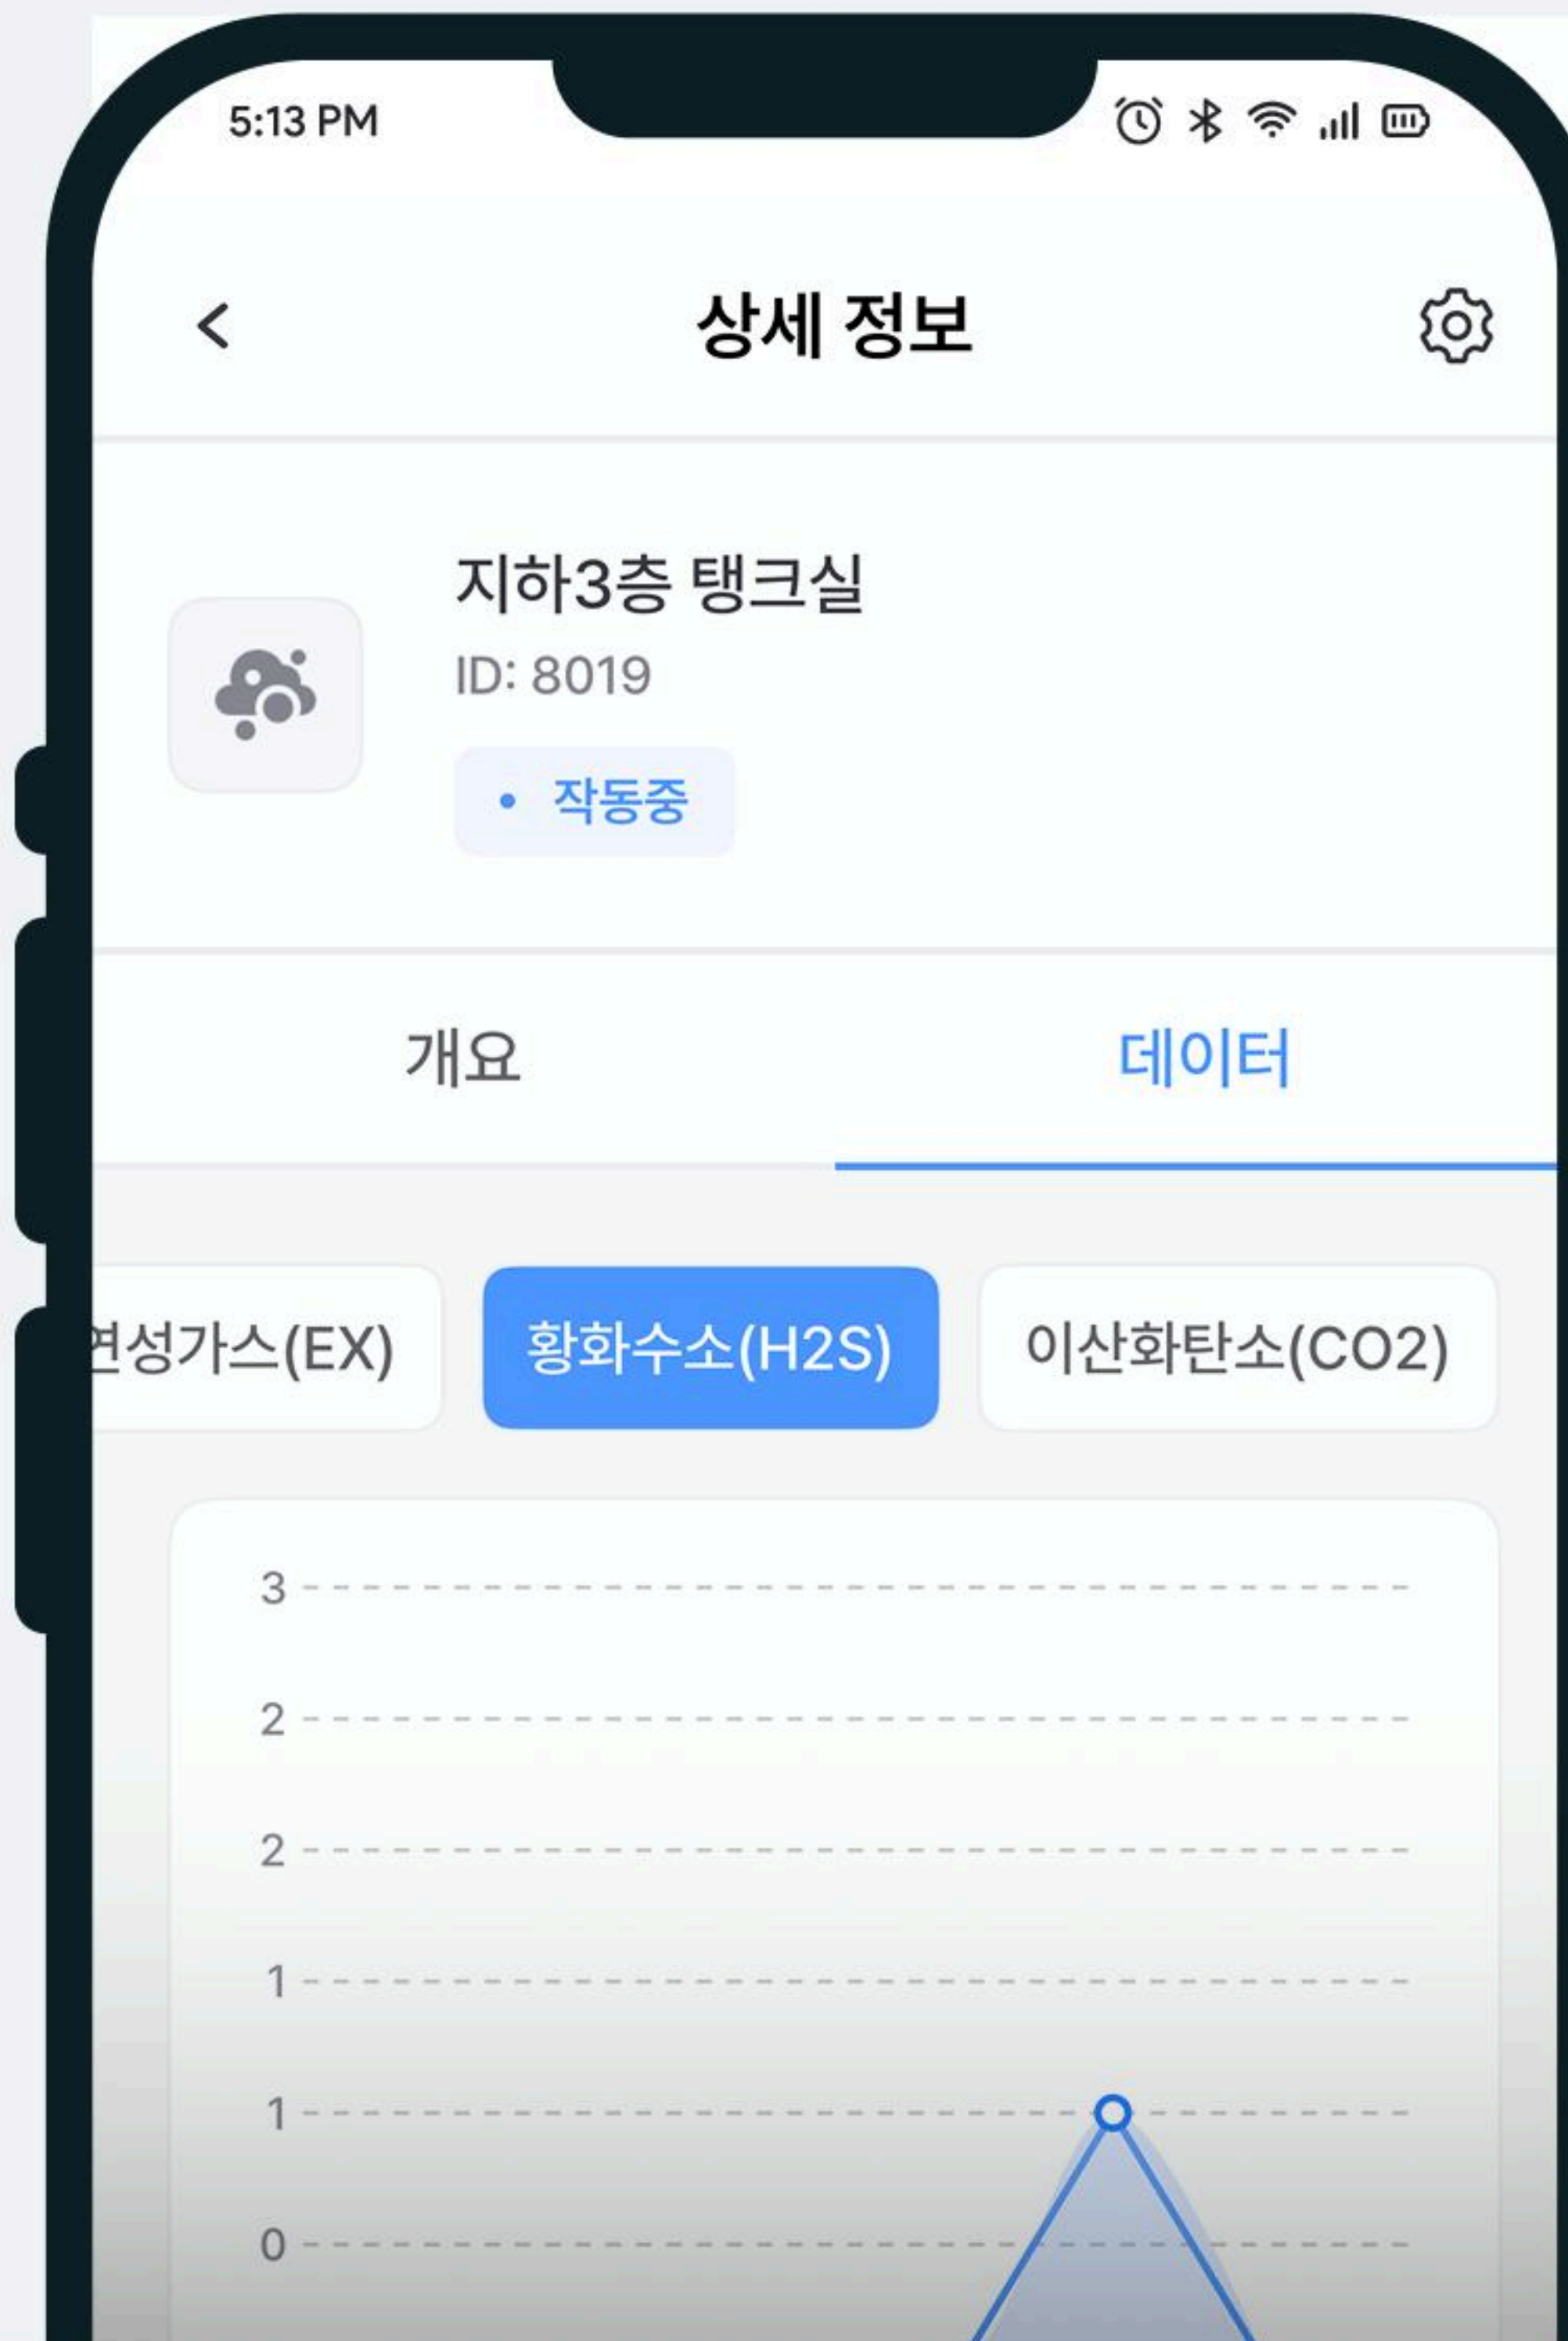 5:13 PM
상세 정보
지하3층 탱크실
ID: 8019
• 작동중
개요 데이터
연성가스(EX) 황화수소(H2S) 이산화탄소(CO2)
3
2
2
1
1
0